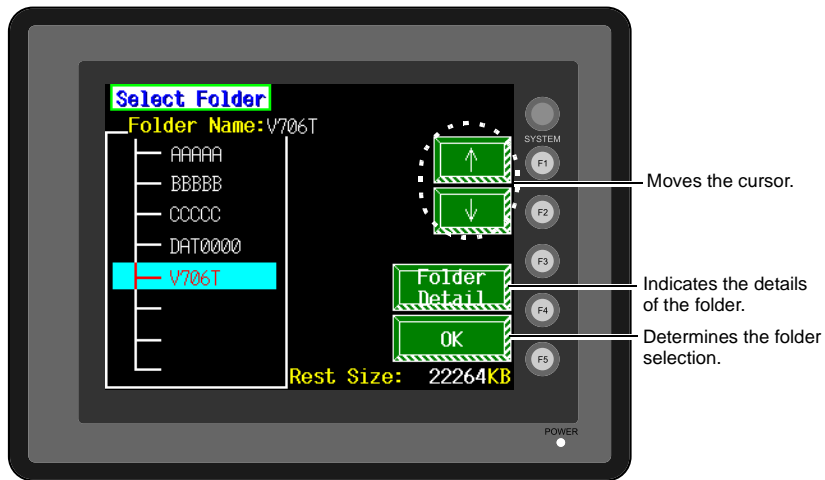 Select Folder
Folder Name:V706T
AAAAA
BBBBB
CCCCC
DAT0000
V706T
↑
↓
Folder
Detail
OK
Rest Size: 22264KB
SYSTEM
F1
F2
F3
F4
F5
POWER
Moves the cursor.
Indicates the details
of the folder.
Determines the folder
selection.